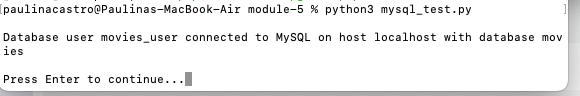 [paulinacastro@Paulinas-MacBook-Air module-5 % python3 mysql_test.py ]
Database user movies_user connected to MySQL on host localhost with database mov
ies
Press Enter to continue...